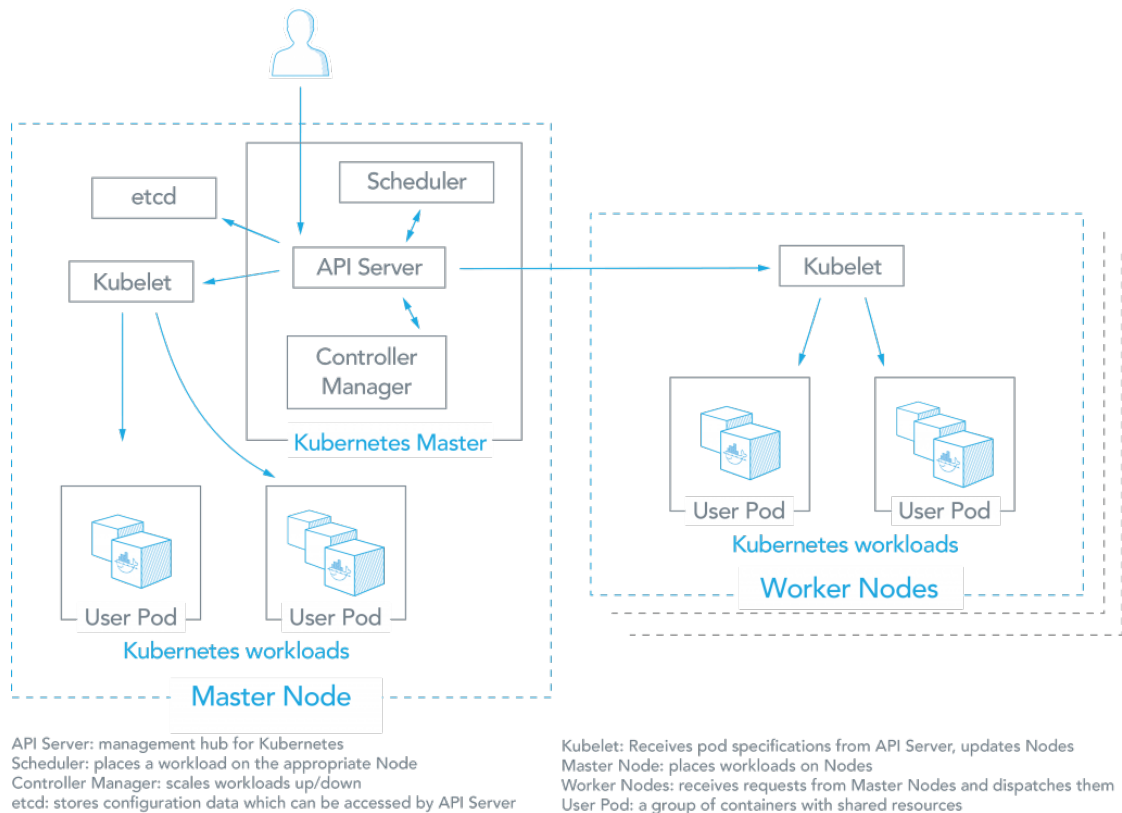 etcd
Scheduler
API Server
Kubelet
Controller
Manager
Kubernetes Master
User Pod
User Pod
Kubernetes workloads
Master Node
Kubelet
User Pod
User Pod
Kubernetes workloads
Worker Nodes
API Server: management hub for Kubernetes
Scheduler: places a workload on the appropriate Node
Controller Manager: scales workloads up/down
etcd: stores configuration data which can be accessed by API Server
Kubelet: Receives pod specifications from API Server, updates Nodes
Master Node: places workloads on Nodes
Worker Nodes: receives requests from Master Nodes and dispatches them
User Pod: a group of containers with shared resources